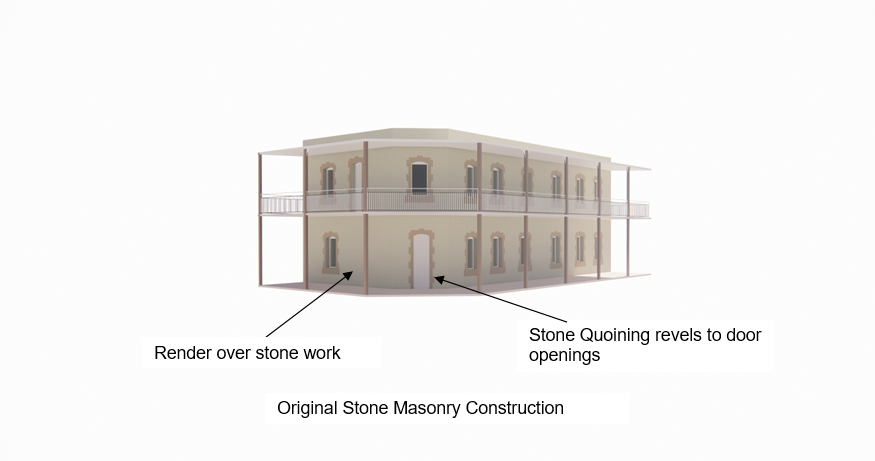 Render over stone work
Stone Quoining revels to door
openings
Original Stone Masonry Construction